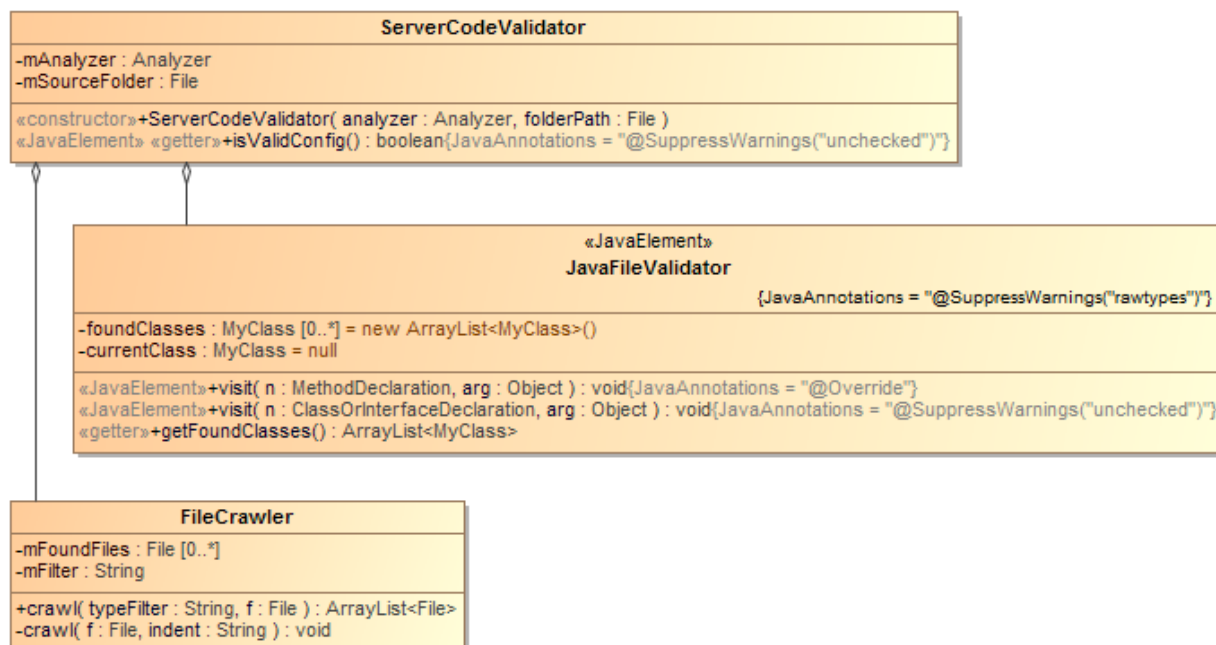 ServerCodeValidator
-mAnalyzer : Analyzer
-mSourceFolder : File
«constructor»+ServerCodeValidator( analyzer : Analyzer, folderPath : File )
«JavaElement» «getter»+isValidConfig() : boolean{JavaAnnotations = "@SuppressWarnings("unchecked")"}
«JavaElement»
JavaFileValidator
{JavaAnnotations = "@SuppressWarnings("rawtypes")"}
-foundClasses : MyClass [0..*] = new ArrayList<MyClass>()
-currentClass : MyClass = null
«JavaElement»+visit( n : MethodDeclaration, arg : Object ) : void{JavaAnnotations = "@Override"}
«JavaElement»+visit( n : ClassOrInterfaceDeclaration, arg : Object ) : void{JavaAnnotations = "@SuppressWarnings("unchecked")"}
«getter»+getFoundClasses() : ArrayList<MyClass>
FileCrawler
-mFoundFiles : File [0..*]
-mFilter : String
+crawl( typeFilter : String, f : File ) : ArrayList<File>
-crawl( f : File, indent : String ) : void